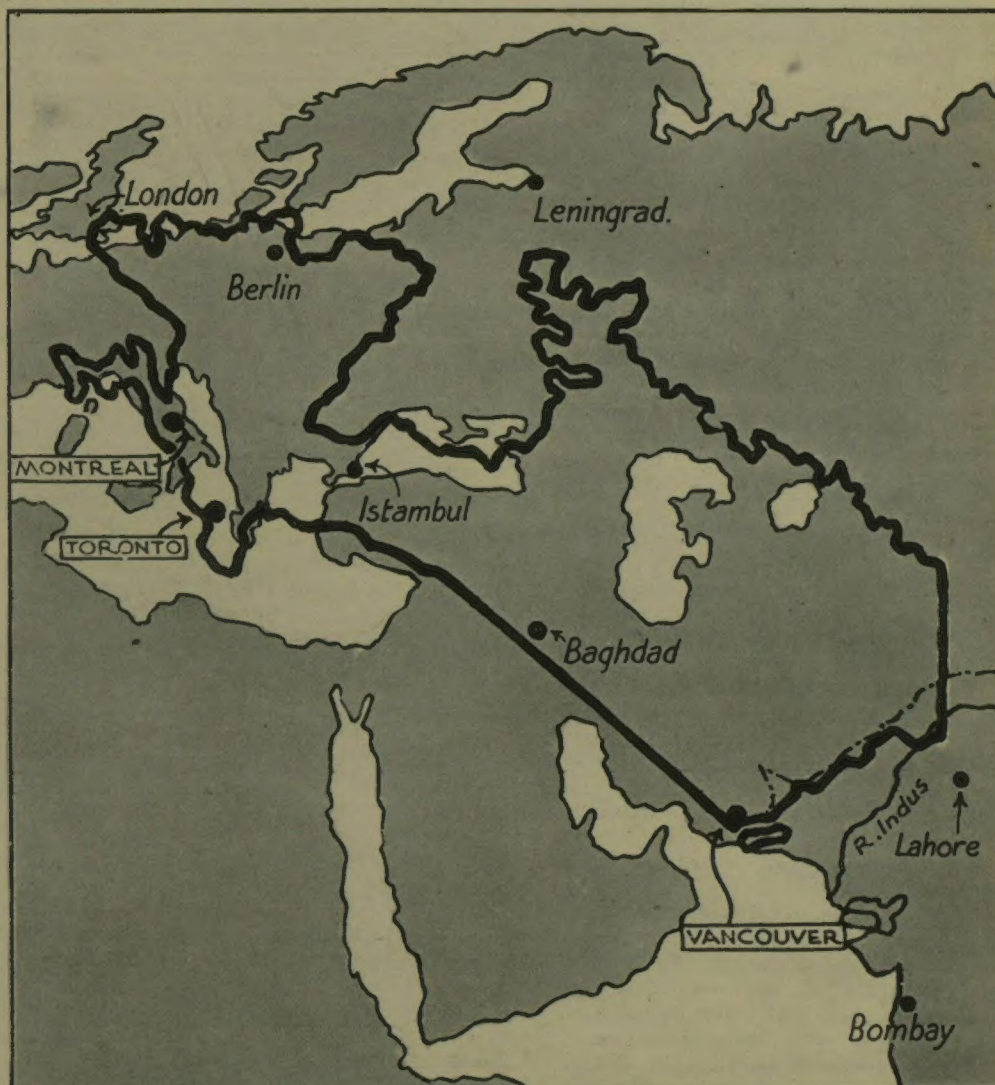 London
Leningrad.
Berlin
MONTREAL
Istambul
TORONTO
Baghdad
R. Indus
Lahore
VANCOUVER
Bombay